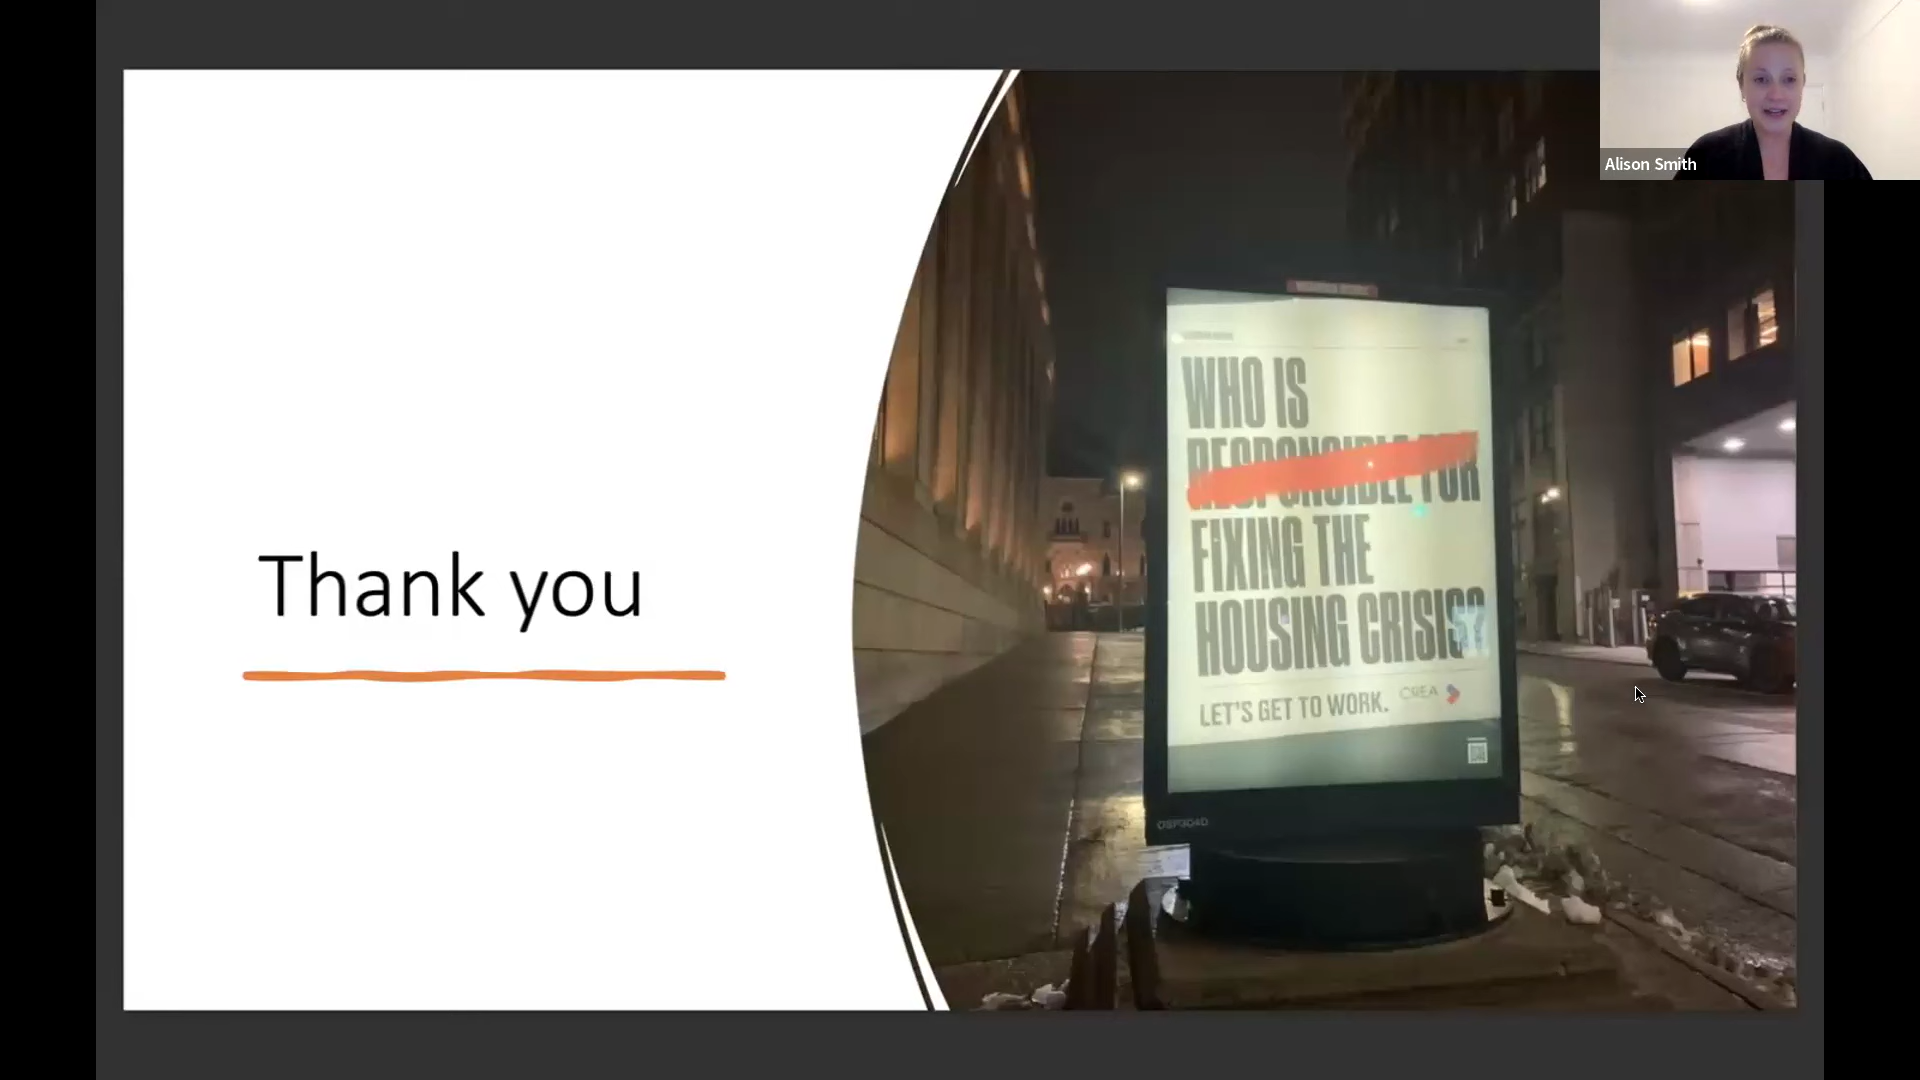 Alison Smith
Thank you
WHO IS
RESPONSIBLE FOR
FIXING THE
HOUSING CRISIS?
LET'S GET TO WORK.
CREA